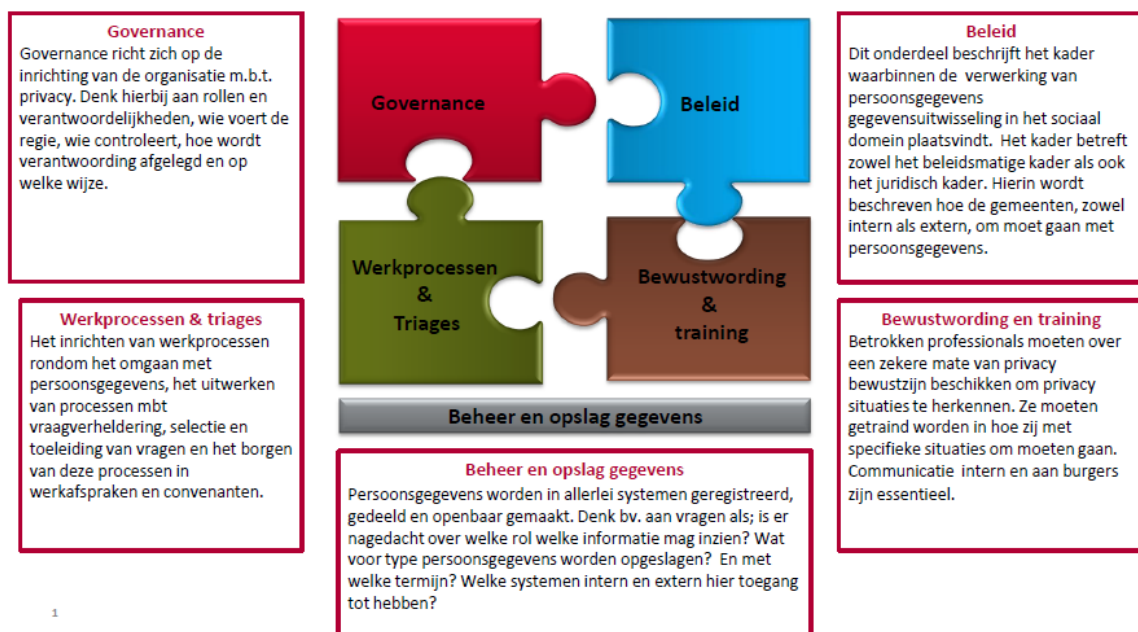 Governance
Governance richt zich op de
inrichting van de organisatie m.b.t.
privacy. Denk hierbij aan rollen en
verantwoordelijkheden, wie voert de
regie, wie controleert, hoe wordt
verantwoording afgelegd en op
welke wijze.
Governance
Beleid
Beleid
Dit onderdeel beschrijft het kader
waarbinnen de verwerking van
persoonsgegevens
gegevensuitwisseling in het sociaal
domein plaatsvindt. Het kader betreft
zowel het beleidsmatige kader als ook
het juridisch kader. Hierin wordt
beschreven hoe de gemeenten, zowel
intern als extern, om moet gaan met
persoonsgegevens.
Werkprocessen
&
Triages
Bewustwording
&
training
Werkprocessen & triages
Het inrichten van werkprocessen
rondom het omgaan met
persoonsgegevens, het uitwerken
van processen mbt
vraagverheldering, selectie en
toeleiding van vragen en het borgen
van deze processen in
werkafspraken en convenanten.
Bewustwording en training
Betrokken professionals moeten over
een zekere mate van privacy
bewustzijn beschikken om privacy
situaties te herkennen. Ze moeten
getraind worden in hoe zij met
specifieke situaties om moeten gaan.
Communicatie intern en aan burgers
zijn essentieel.
Beheer en opslag gegevens
Beheer en opslag gegevens
Persoonsgegevens worden in allerlei systemen geregistreerd,
gedeeld en openbaar gemaakt. Denk bv. aan vragen als; is er
nagedacht over welke rol welke informatie mag inzien? Wat
voor type persoonsgegevens worden opgeslagen? En met
welke termijn? Welke systemen intern en extern hier toegang
tot hebben?
1